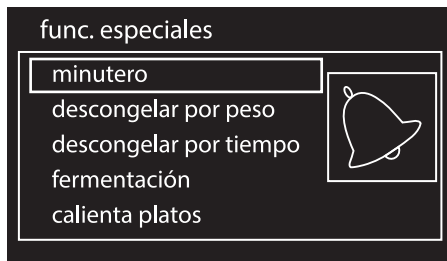 func. especiales
minutero
descongelar por peso
descongelar por tiempo
fermentación
calienta platos